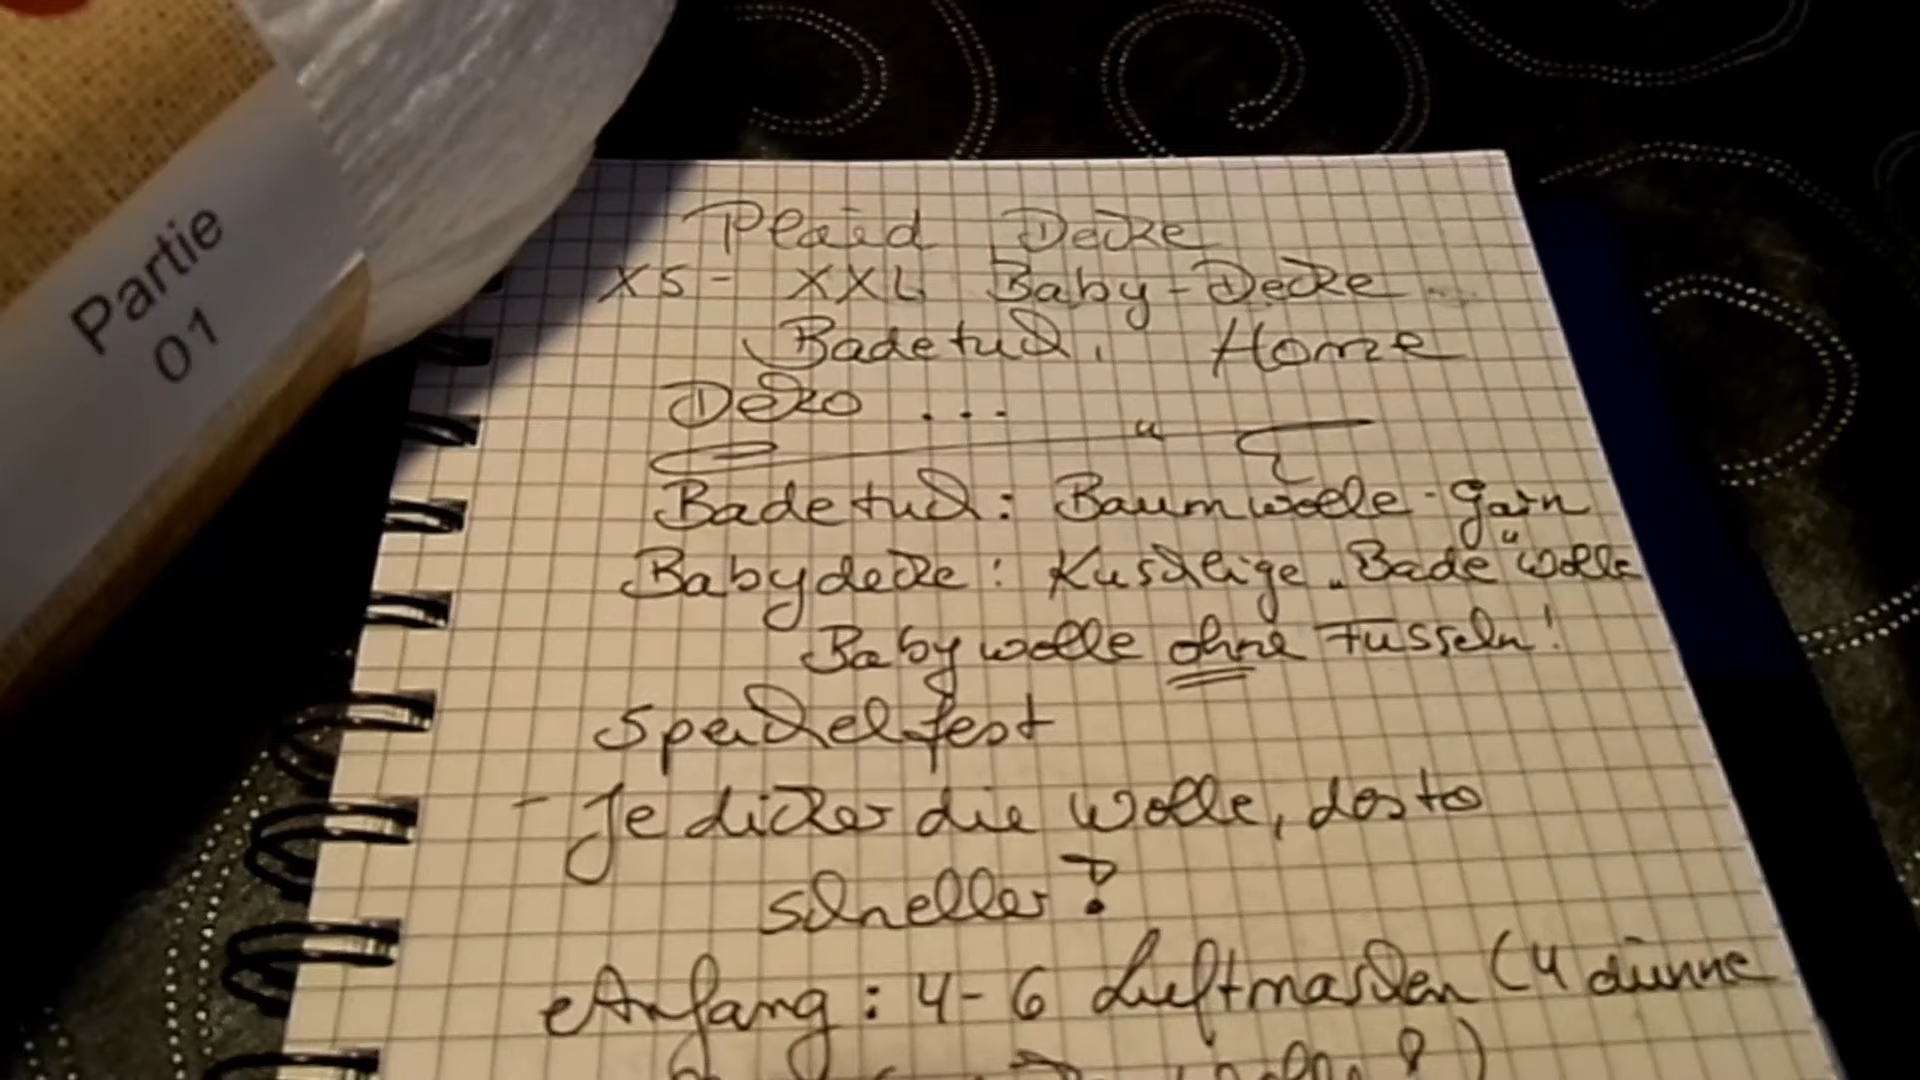 Partie
01
Plaid Decke
XS - XXL Baby-Decke
Badetuch, Home
Deko ...
Badetuch: Baumwolle-Garn
Babydecke: Kuschelige „Bade“ wolle
Babywolle ohne Fusseln!
Speichelfest
- Je dicker die Wolle, desto
schneller!
Anfang: 4-6 Luftmaschen (4 dünne